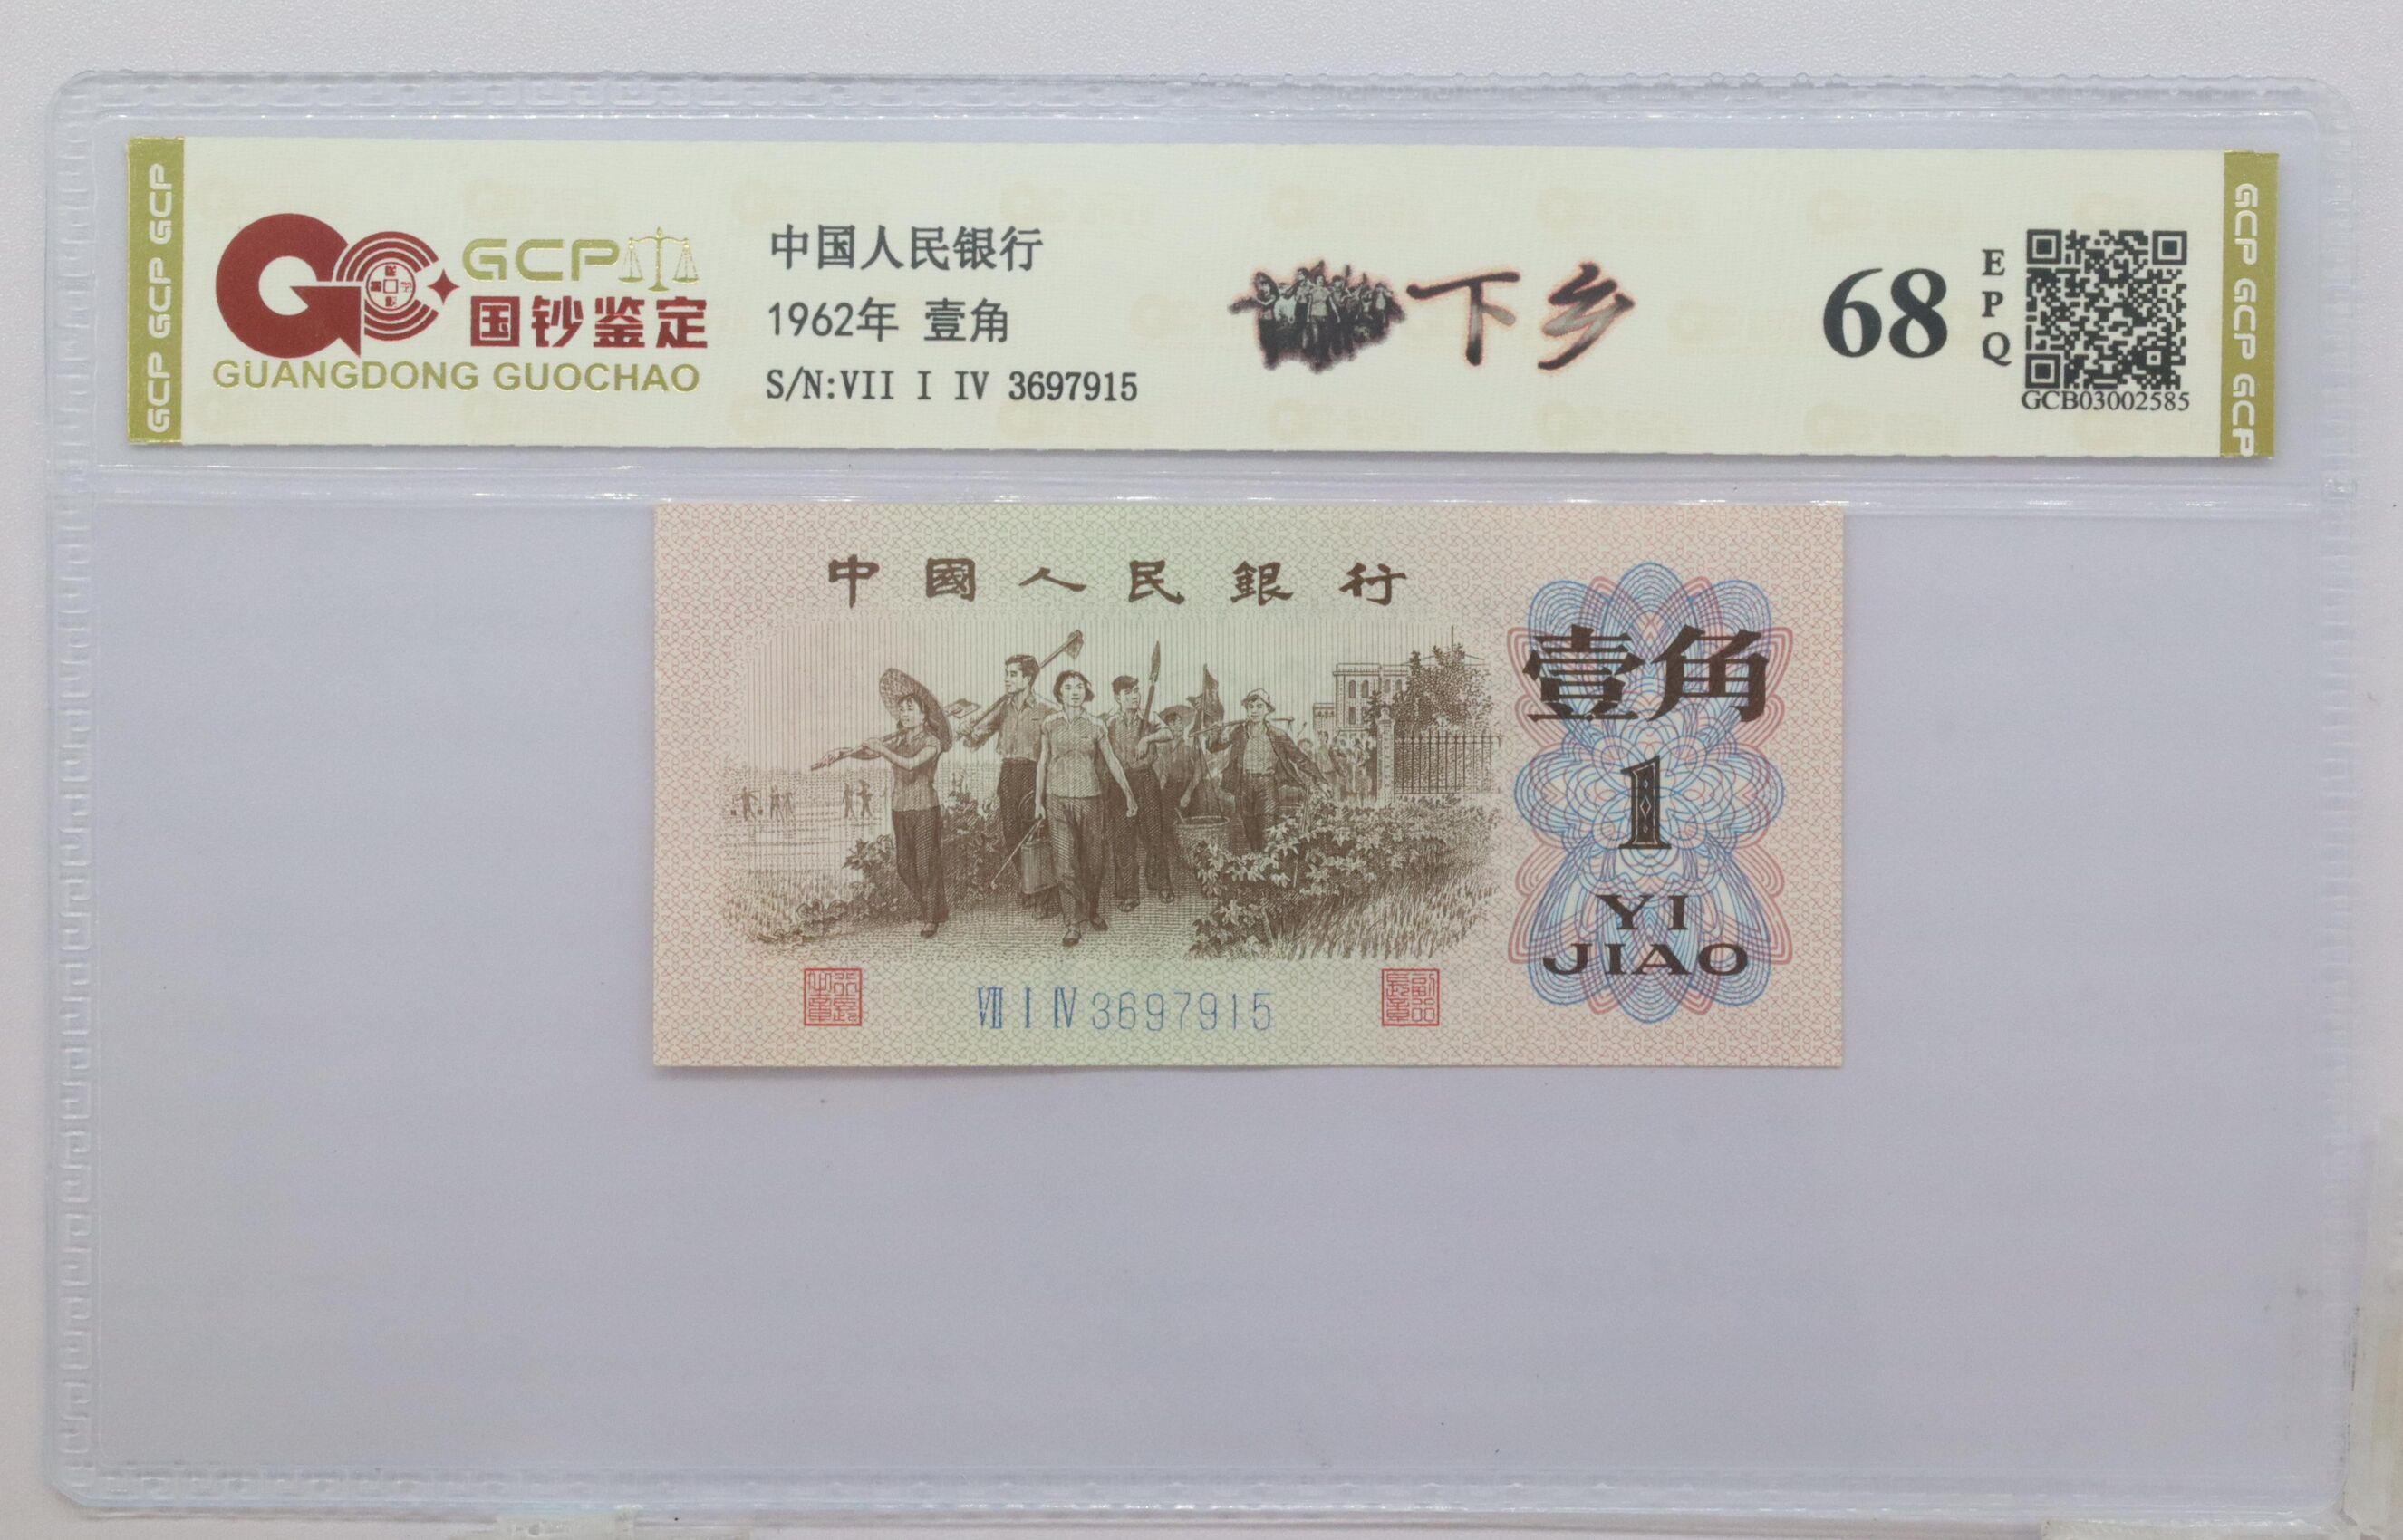 GCP GCP GCP
GCP
国钞鉴定
GUANGDONG GUOCHAO
中国人民银行
1962年 壹角
S/N:VII I IV 3697915
下乡
68
EPQ
GCB03002585
GCP GCP GCP
中國人民銀行
壹角
1
YI
JIAO
VII I IV 3697915